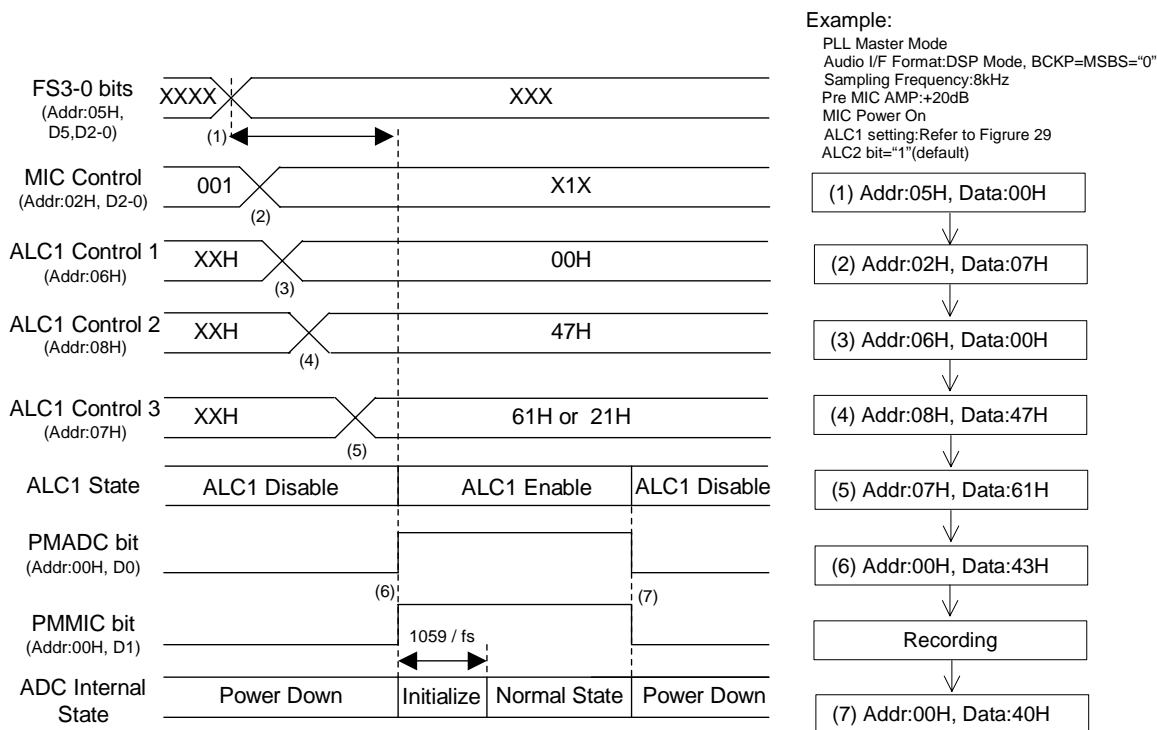 Example:
PLL Master Mode
Audio I/F Format:DSP Mode, BCKP=MSBS=“0”
Sampling Frequency:8kHz
Pre MIC AMP:+20dB
MIC Power On
ALC1 setting:Refer to Figrure 29
ALC2 bit=“1”(default)
FS3-0 bits
(Addr:05H,
D5,D2-0)
XXXX
XXX
(1)
MIC Control
(Addr:02H, D2-0)
001
X1X
(2)
ALC1 Control 1
(Addr:06H)
XXH
00H
(3)
ALC1 Control 2
(Addr:08H)
XXH
47H
(4)
ALC1 Control 3
(Addr:07H)
XXH
61H or 21H
(5)
ALC1 State
ALC1 Disable
ALC1 Enable
ALC1 Disable
PMADC bit
(Addr:00H, D0)
(6)
(7)
PMMIC bit
(Addr:00H, D1)
1059 / fs
ADC Internal
State
Power Down
Initialize
Normal State
Power Down
(1) Addr:05H, Data:00H
(2) Addr:02H, Data:07H
(3) Addr:06H, Data:00H
(4) Addr:08H, Data:47H
(5) Addr:07H, Data:61H
(6) Addr:00H, Data:43H
Recording
(7) Addr:00H, Data:40H